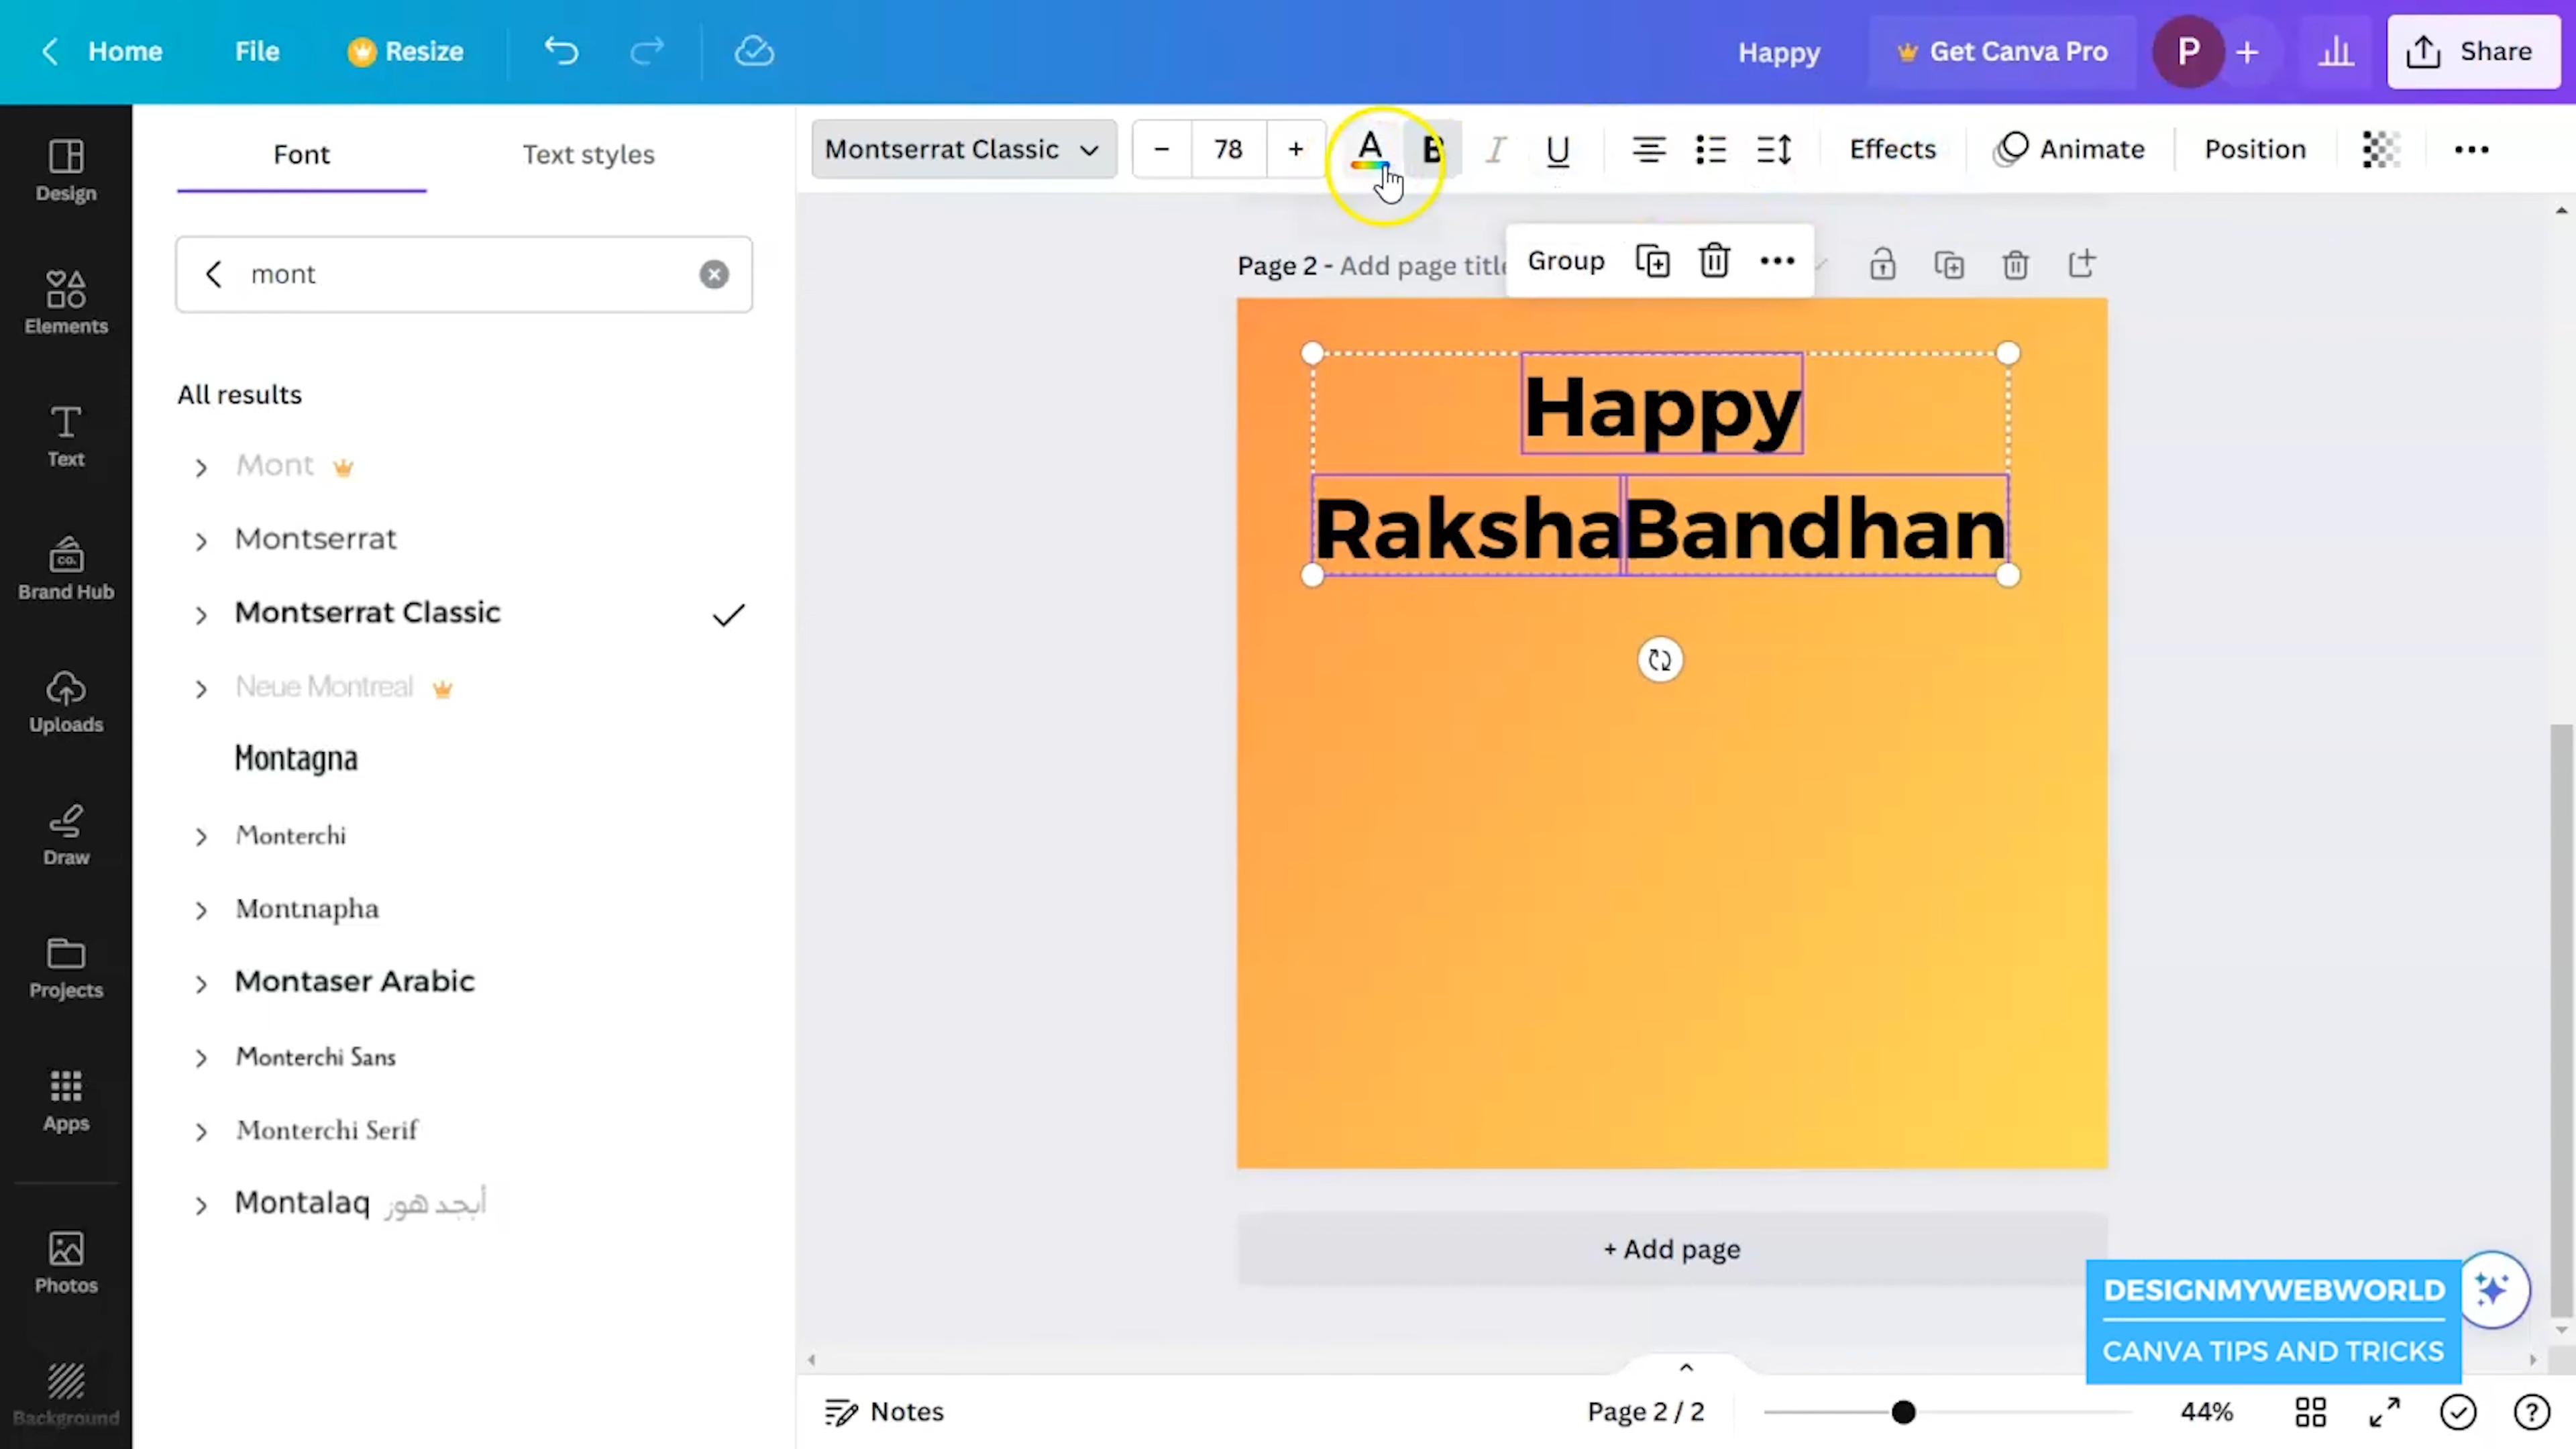 Home File Resize Happy Get Canva Pro P Share
Font Text styles
Montserrat Classic 78 A B I U Effects Animate Position
mont
All results
Mont
Montserrat
Montserrat Classic
Neue Montreal
Montagna
Monterchi
Montnapha
Montaser Arabic
Monterchi Sans
Monterchi Serif
Montalaq أبجد هوز
Design
Elements
Text
CO.
Brand Hub
Uploads
Draw
Projects
Apps
Photos
Background
Page 2 - Add page title
Group
Happy
Raksha Bandhan
+ Add page
DESIGNMYWEBWORLD
CANVA TIPS AND TRICKS
Notes Page 2 / 2 44%